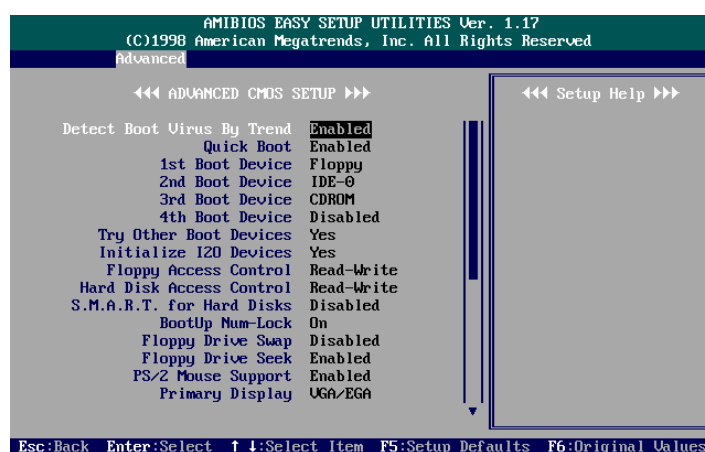 AMIBIOS EASY SETUP UTILITIES Ver. 1.17
(C)1998 American Megatrends, Inc. All Rights Reserved
Advanced
ADVANCED CMOS SETUP
Setup Help
Detect Boot Virus By Trend Enabled
Quick Boot Enabled
1st Boot Device Floppy
2nd Boot Device IDE-0
3rd Boot Device CDROM
4th Boot Device Disabled
Try Other Boot Devices Yes
Initialize I2O Devices Yes
Floppy Access Control Read-Write
Hard Disk Access Control Read-Write
S.M.A.R.T. for Hard Disks Disabled
BootUp Num-Lock On
Floppy Drive Swap Disabled
Floppy Drive Seek Enabled
PS/2 Mouse Support Enabled
Primary Display VGA/EGA
Esc:Back Enter:Select ↑ ↓:Select Item F5:Setup Defaults F6:Original Values